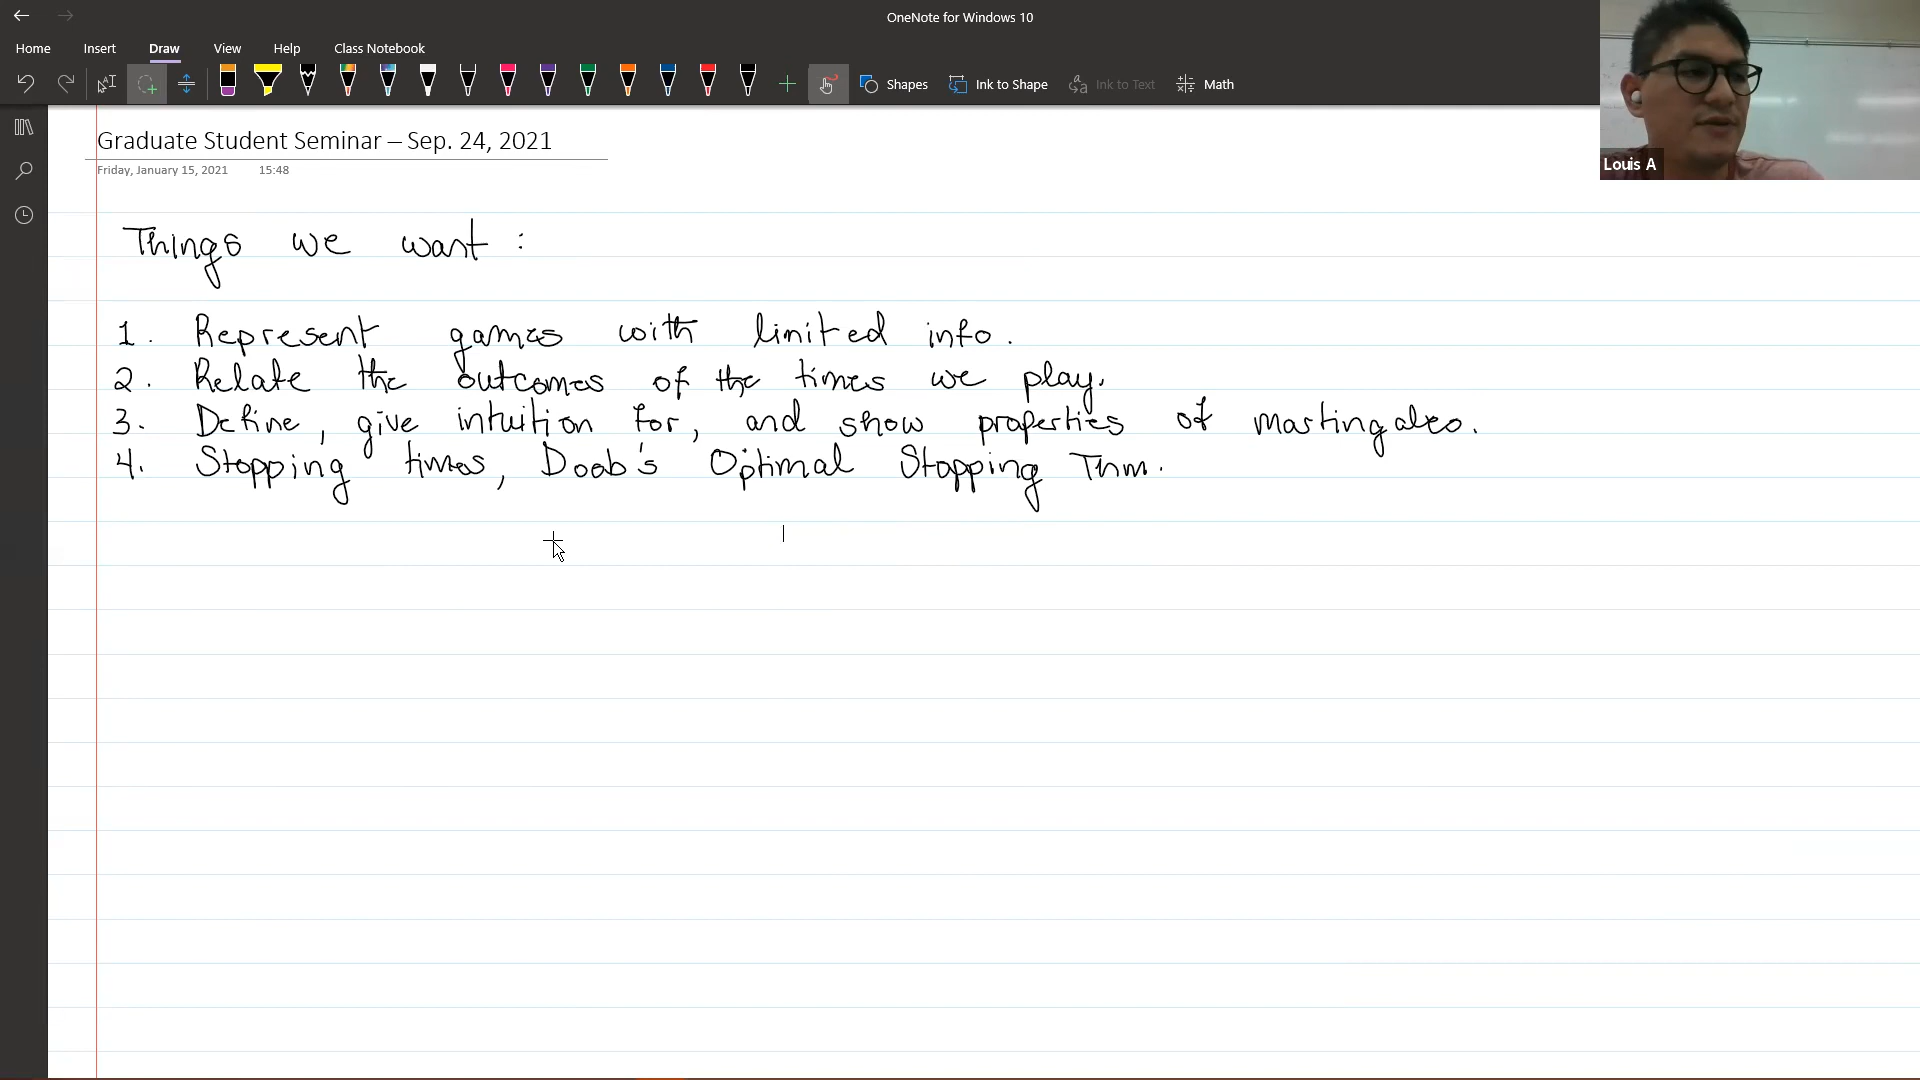 OneNote for Windows 10
Home Insert Draw View Help Class Notebook
Shapes Ink to Shape Ink to Text Math
Louis A
Graduate Student Seminar – Sep. 24, 2021
Friday, January 15, 2021 15:48
Things we want :
1. Represent games with limited info.
2. Relate the outcomes of the times we play.
3. Define, give intuition for, and show properties of martingales.
4. Stopping times, Doob's Optimal Stopping Thm.